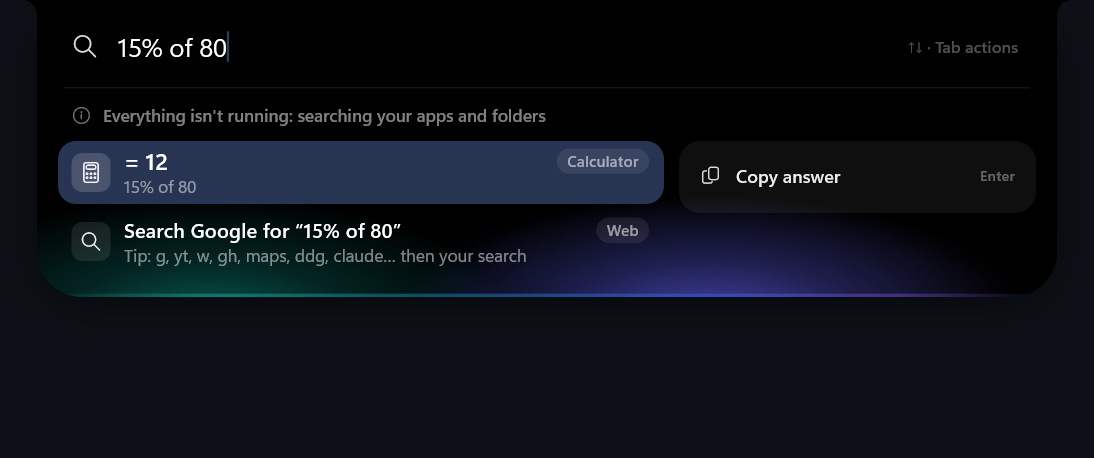 15% of 80
↑↓ · Tab actions
Everything isn't running: searching your apps and folders
= 12
Calculator
15% of 80
Copy answer
Enter
Search Google for “15% of 80”
Web
Tip: g, yt, w, gh, maps, ddg, claude... then your search